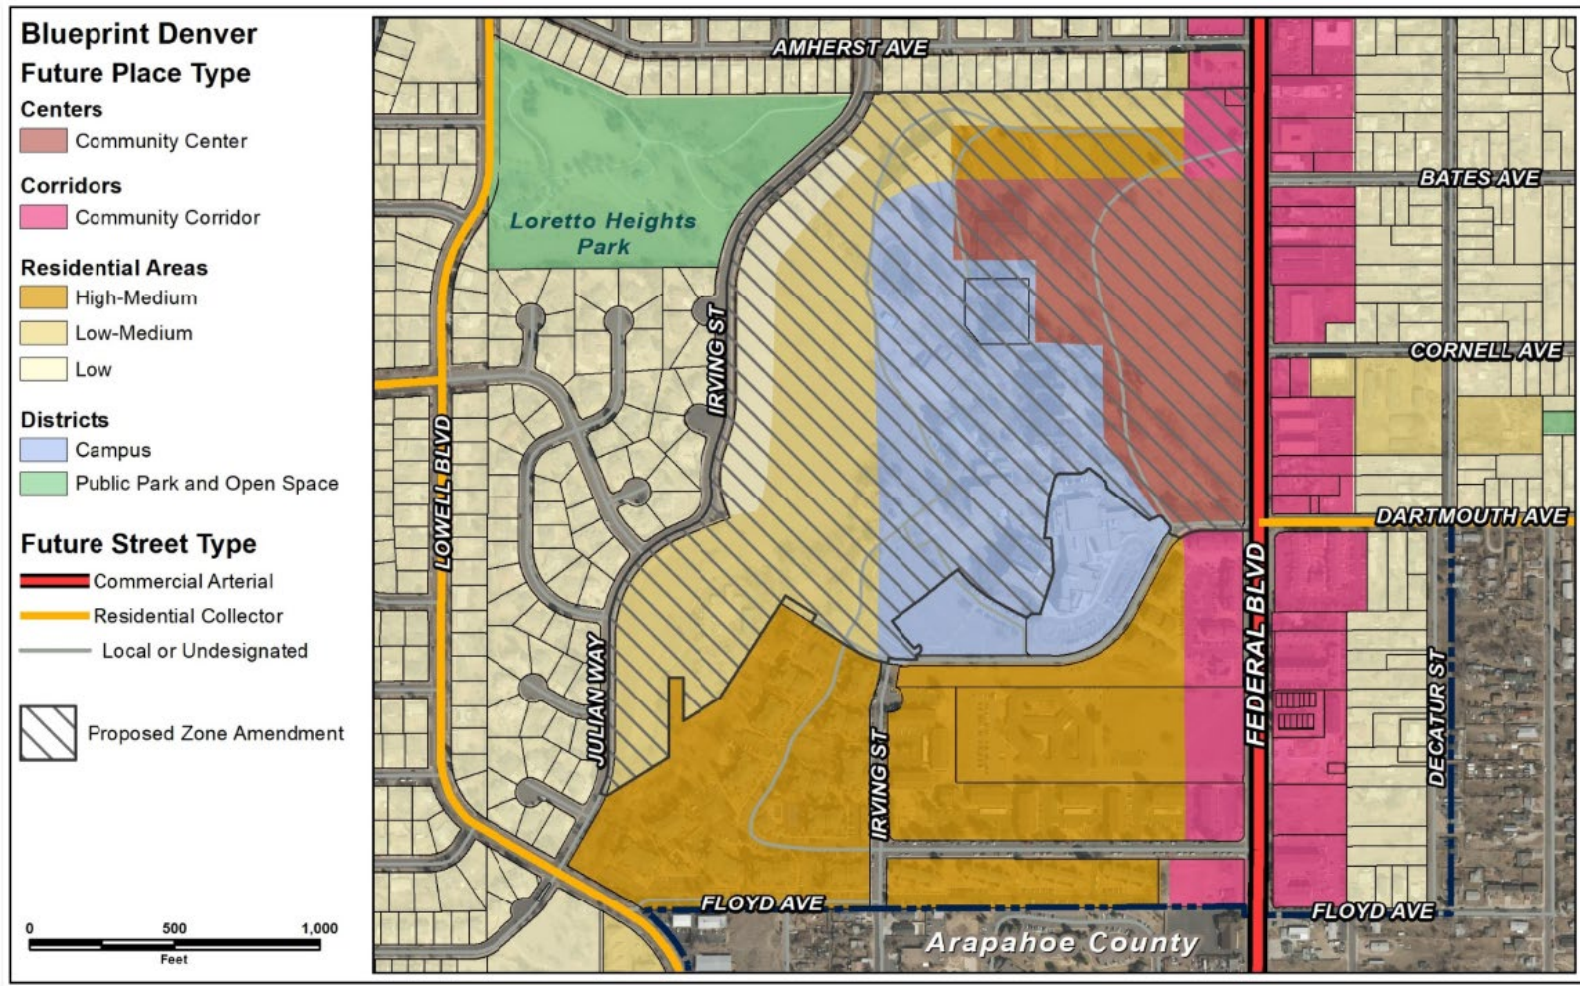 Blueprint Denver
Future Place Type
Centers
Community Center
Corridors
Community Corridor
Residential Areas
High-Medium
Low-Medium
Low
Districts
Campus
Public Park and Open Space
Future Street Type
Commercial Arterial
Residential Collector
Local or Undesignated
Proposed Zone Amendment
0 500 1,000
Feet
AMHERST AVE
BATES AVE
Loretto Heights
Park
IRVING ST
CORNELL AVE
LOWELL BLVD
DARTMOUTH AVE
FEDERAL BLVD
JULIAN WAY
DECATUR ST
IRVING ST
FLOYD AVE
FLOYD AVE
Arapahoe County